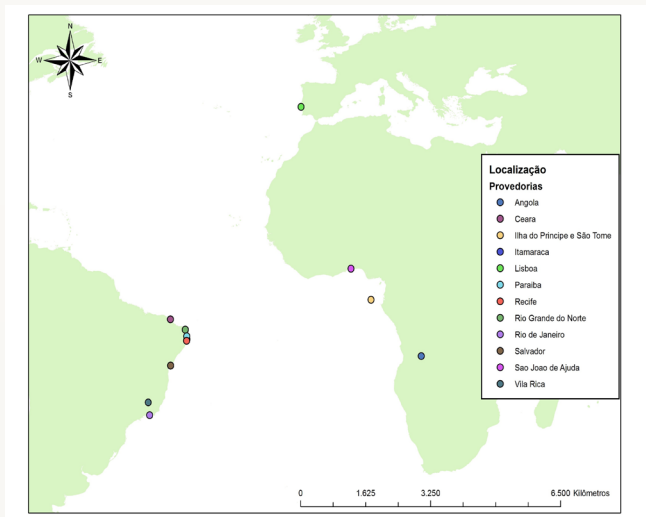 N
W E
S
Localização
Provedorias
Angola
Ceara
Ilha do Principe e São Tome
Itamaraca
Lisboa
Paraiba
Recife
Rio Grande do Norte
Rio de Janeiro
Salvador
Sao Joao de Ajuda
Vila Rica
0 1.625 3.250 6.500 Kilômetros